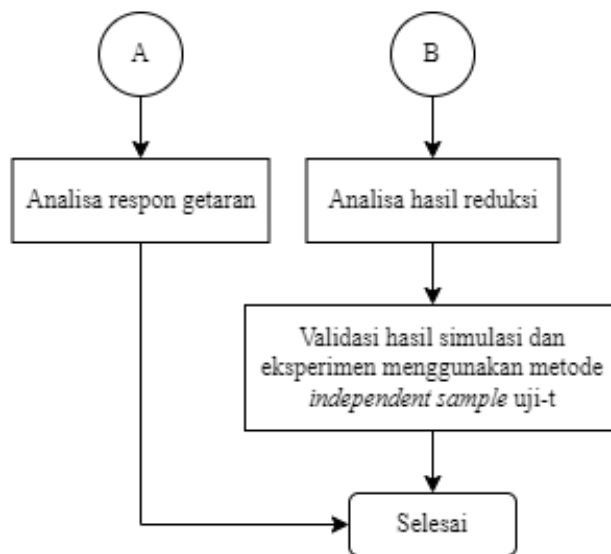 A
B
Analisa respon getaran
Analisa hasil reduksi
Validasi hasil simulasi dan
eksperimen menggunakan metode
independent sample uji-t
Selesai